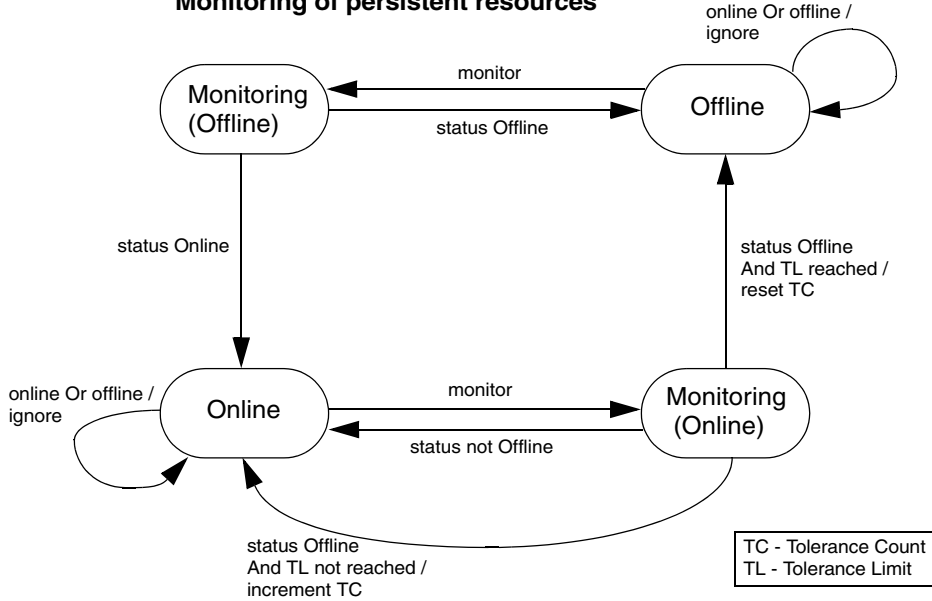 Monitoring of persistent resources
online Or offline /
ignore
monitor
Monitoring
(Offline)
Offline
status Offline
status Online
status Offline
And TL reached /
reset TC
online Or offline /
ignore
Online
monitor
Monitoring
(Online)
status not Offline
status Offline
And TL not reached /
increment TC
TC - Tolerance Count
TL - Tolerance Limit